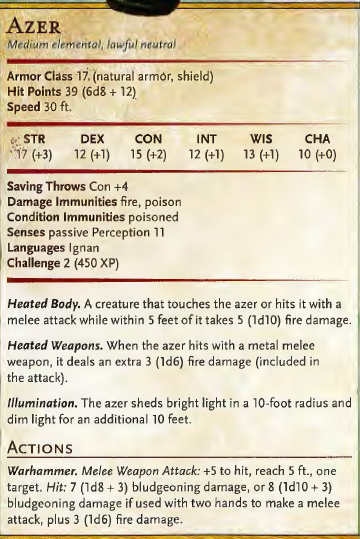 AZER
Medium elemental, lawful neutral
Armor Class 17 (natural armor, shield)
Hit Points 39 (6d8 + 12)
Speed 30 ft.
STR DEX CON INT WIS CHA
17 (+3) 12 (+1) 15 (+2) 12 (+1) 13 (+1) 10 (+0)
Saving Throws Con +4
Damage Immunities fire, poison
Condition Immunities poisoned
Senses passive Perception 11
Languages Ignan
Challenge 2 (450 XP)
Heated Body. A creature that touches the azer or hits it with a
melee attack while within 5 feet of it takes 5 (1d10) fire damage.
Heated Weapons. When the azer hits with a metal melee
weapon, it deals an extra 3 (1d6) fire damage (included in
the attack).
Illumination. The azer sheds bright light in a 10-foot radius and
dim light for an additional 10 feet.
ACTIONS
Warhammer. Melee Weapon Attack: +5 to hit, reach 5 ft., one
target. Hit: 7 (1d8 + 3) bludgeoning damage, or 8 (1d10 + 3)
bludgeoning damage if used with two hands to make a melee
attack, plus 3 (1d6) fire damage.